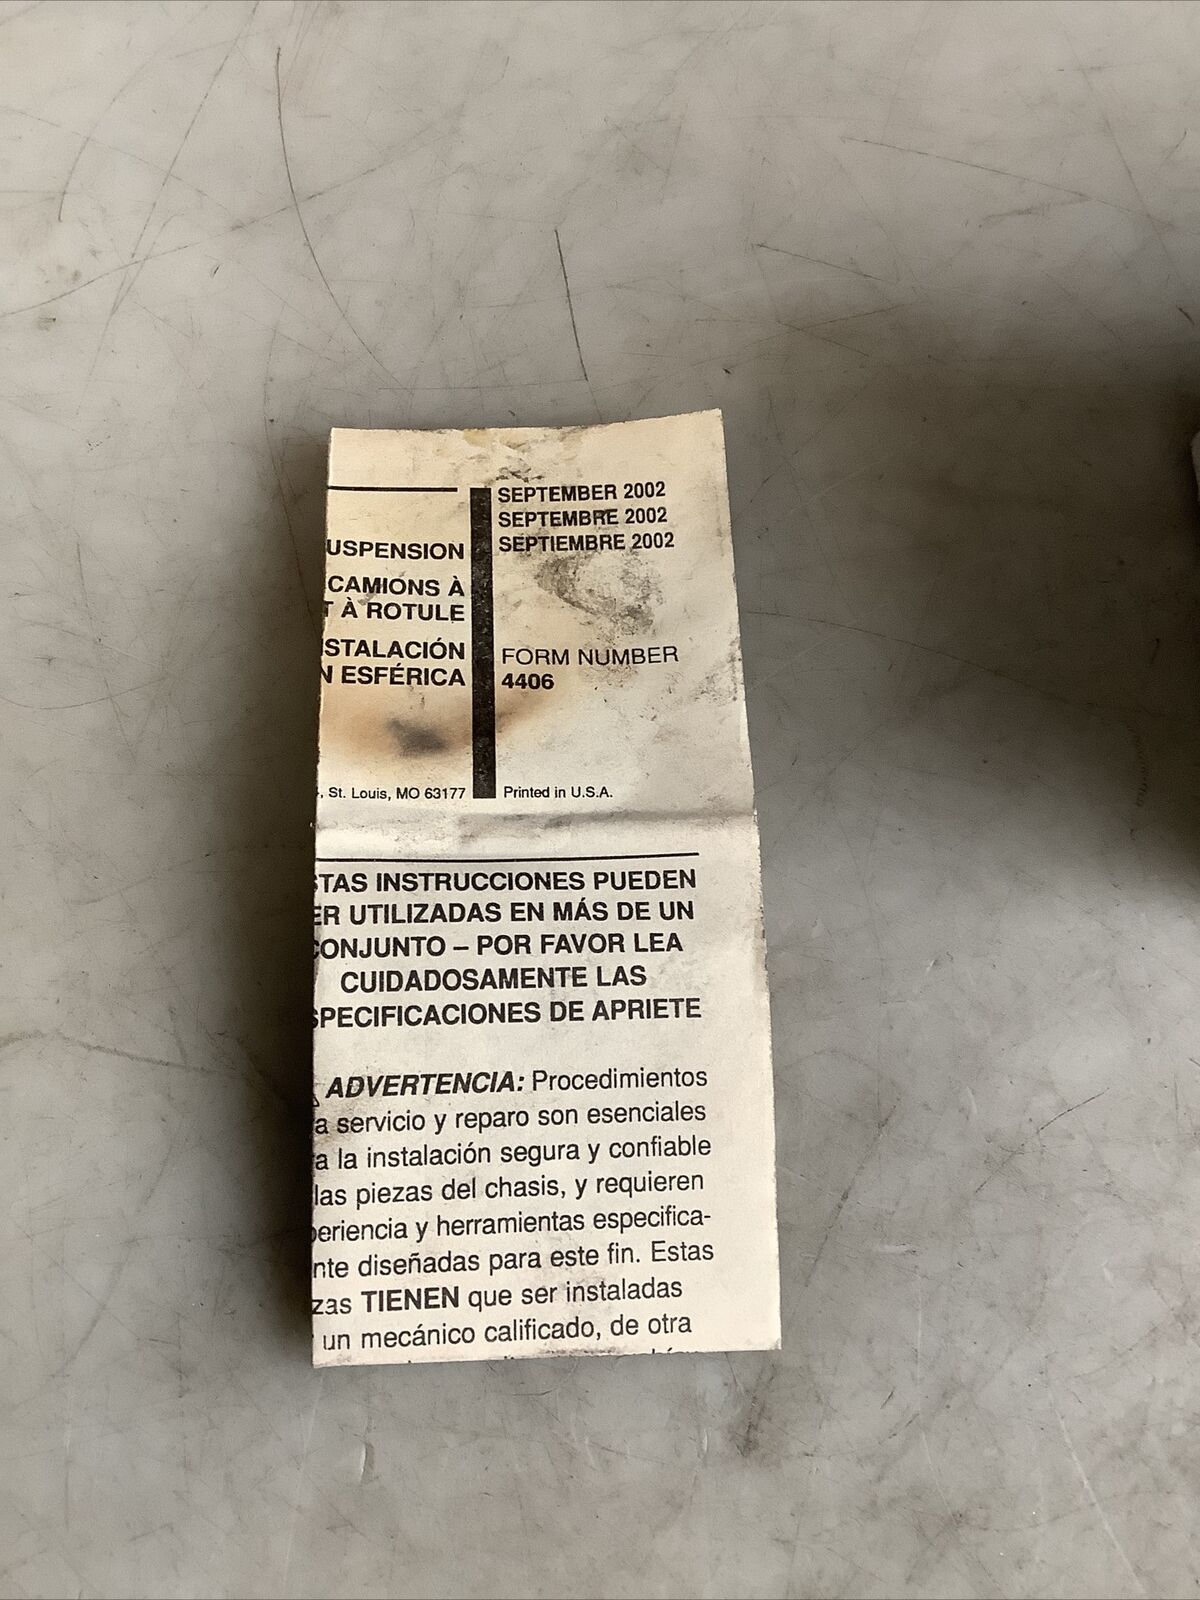 SEPTEMBER 2002
SEPTEMBRE 2002
SEPTIEMBRE 2002
USPENSION
CAMIONS À
T À ROTULE
STALACIÓN
N ESFÉRICA
FORM NUMBER
4406
, St. Louis, MO 63177
Printed in U.S.A.
STAS INSTRUCCIONES PUEDEN
ER UTILIZADAS EN MÁS DE UN
CONJUNTO – POR FAVOR LEA
CUIDADOSAMENTE LAS
SPECIFICACIONES DE APRIETE
ADVERTENCIA: Procedimientos
a servicio y reparo son esenciales
a la instalación segura y confiable
las piezas del chasis, y requieren
periencia y herramientas especifica-
nte diseñadas para este fin. Estas
zas TIENEN que ser instaladas
un mecánico calificado, de otra